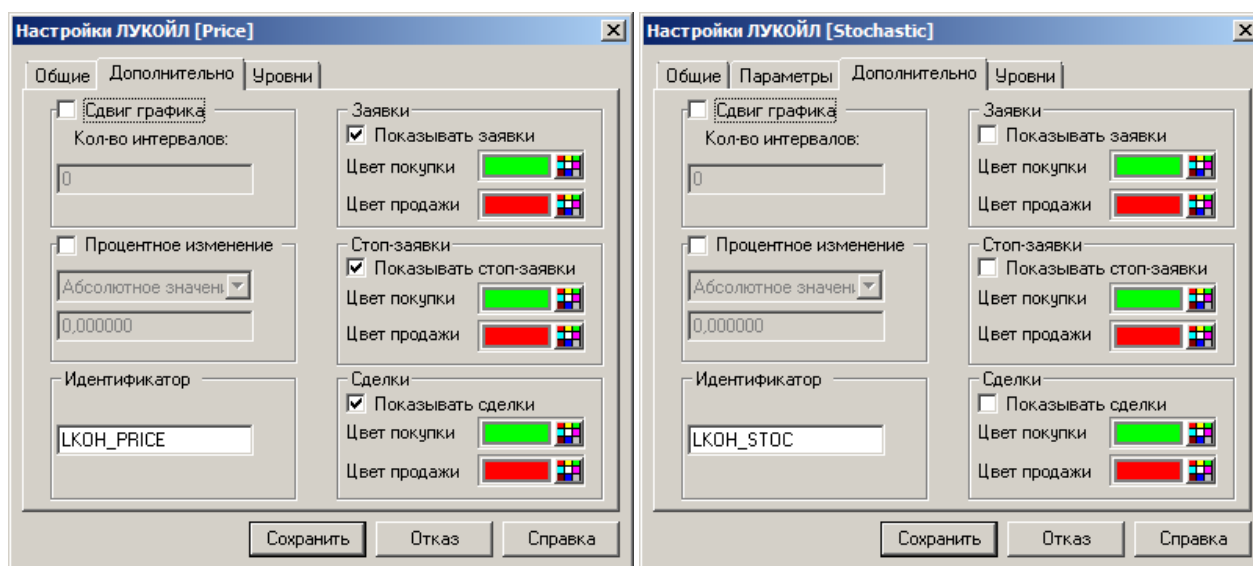 Настройки ЛУКОЙЛ [Price]
Общие Дополнительно Уровни
Сдвиг графика
Кол-во интервалов:
0
Процентное изменение
Абсолютное значени
0,000000
Идентификатор
LKOH_PRICE
Заявки
Показывать заявки
Цвет покупки
Цвет продажи
Стоп-заявки
Показывать стоп-заявки
Цвет покупки
Цвет продажи
Сделки
Показывать сделки
Цвет покупки
Цвет продажи
Сохранить Отказ Справка
Настройки ЛУКОЙЛ [Stochastic]
Общие Параметры Дополнительно Уровни
Сдвиг графика
Кол-во интервалов:
0
Процентное изменение
Абсолютное значени
0,000000
Идентификатор
LKOH_STOC
Заявки
Показывать заявки
Цвет покупки
Цвет продажи
Стоп-заявки
Показывать стоп-заявки
Цвет покупки
Цвет продажи
Сделки
Показывать сделки
Цвет покупки
Цвет продажи
Сохранить Отказ Справка